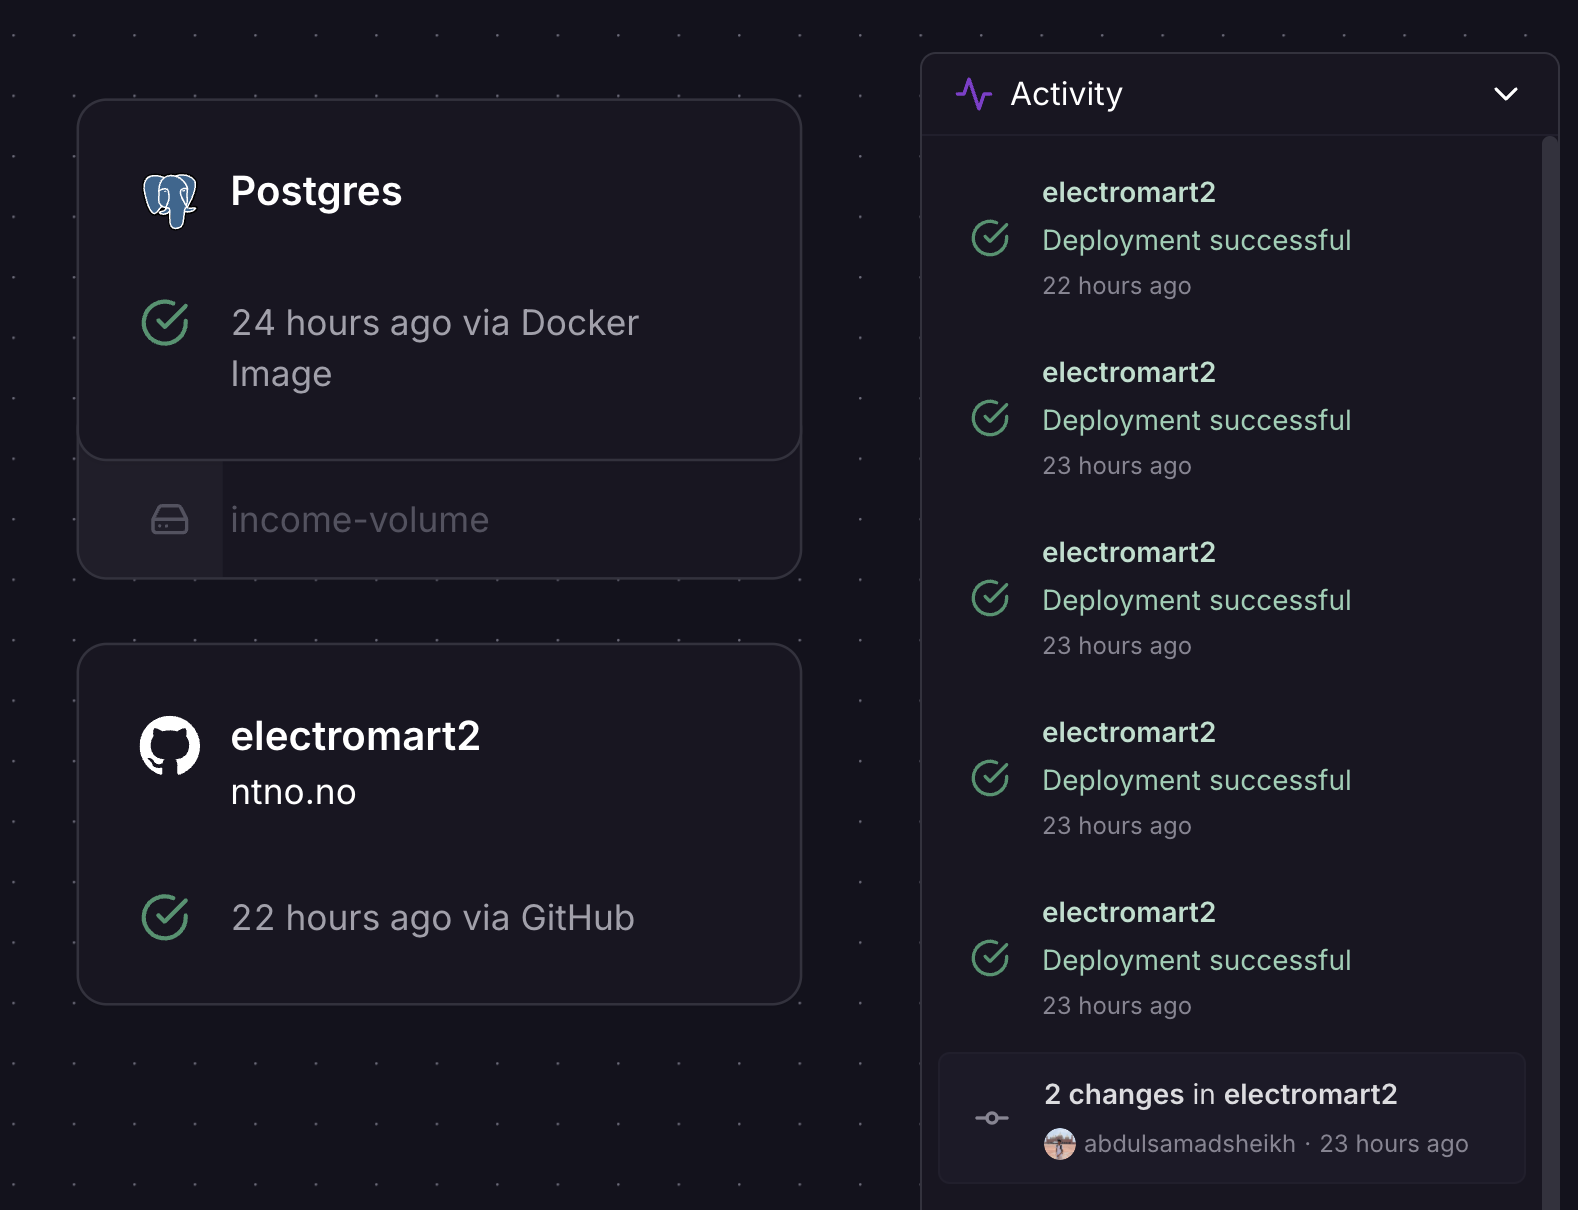 Postgres
24 hours ago via Docker
Image
income-volume
electromart2
ntno.no
22 hours ago via GitHub
Activity
electromart2
Deployment successful
22 hours ago
electromart2
Deployment successful
23 hours ago
electromart2
Deployment successful
23 hours ago
electromart2
Deployment successful
23 hours ago
electromart2
Deployment successful
23 hours ago
2 changes in electromart2
abdulsamadsheikh · 23 hours ago